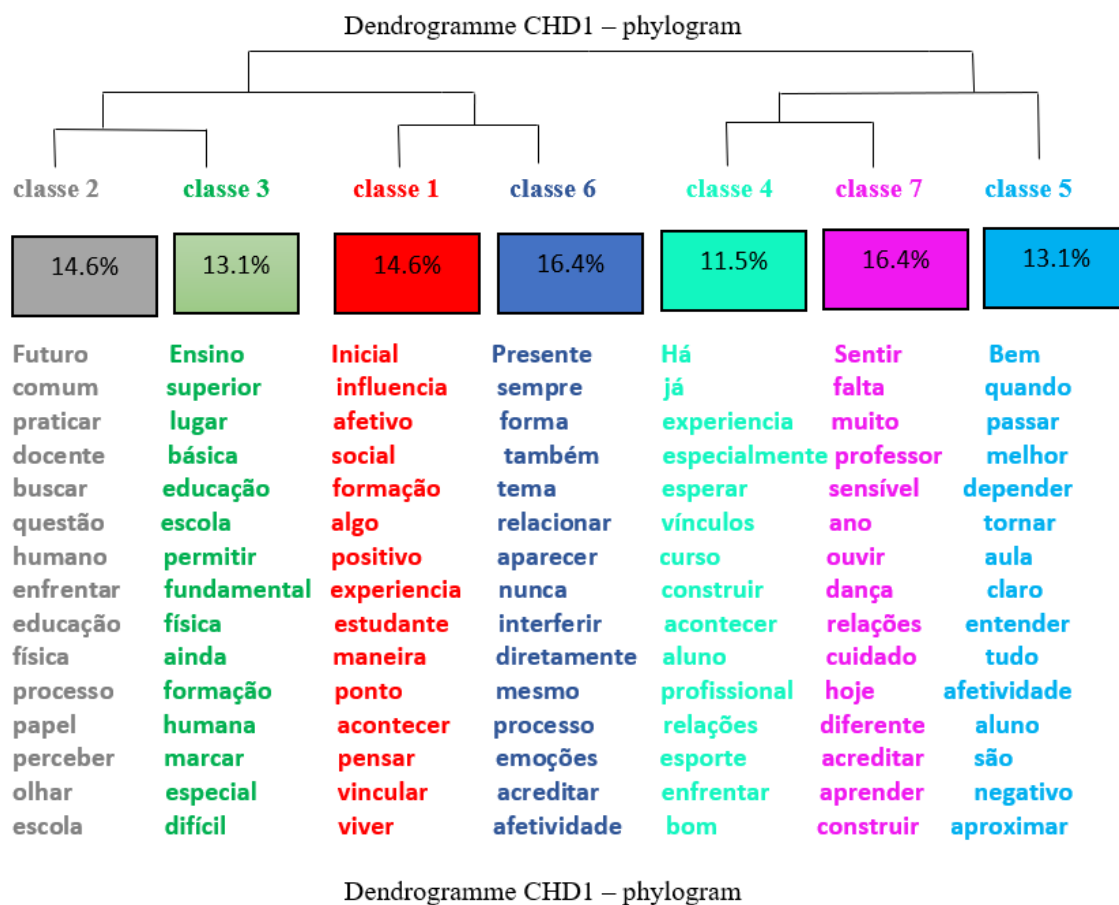 Dendrogramme CHD1 – phylogram
classe 2 classe 3 classe 1 classe 6 classe 4 classe 7 classe 5
14.6% 13.1% 14.6% 16.4% 11.5% 16.4% 13.1%
Futuro Ensino Inicial Presente Há Sentir Bem
comum superior influencia sempre já falta quando
praticar lugar afetivo forma experiencia muito passar
docente básica social também especialmente professor melhor
buscar educação formação tema esperar sensível depender
questão escola algo relacionar vínculos ano tornar
humano permitir positivo aparecer curso ouvir aula
enfrentar fundamental experiencia nunca construir dança claro
educação física estudante interferir acontecer relações entender
física ainda maneira diretamente aluno cuidado tudo
processo formação ponto mesmo profissional hoje afetividade
papel humana acontecer processo relações diferente aluno
perceber marcar pensar emoções esporte acreditar são
olhar especial vincular acreditar enfrentar aprender negativo
escola difícil viver afetividade bom construir aproximar
Dendrogramme CHD1 – phylogram